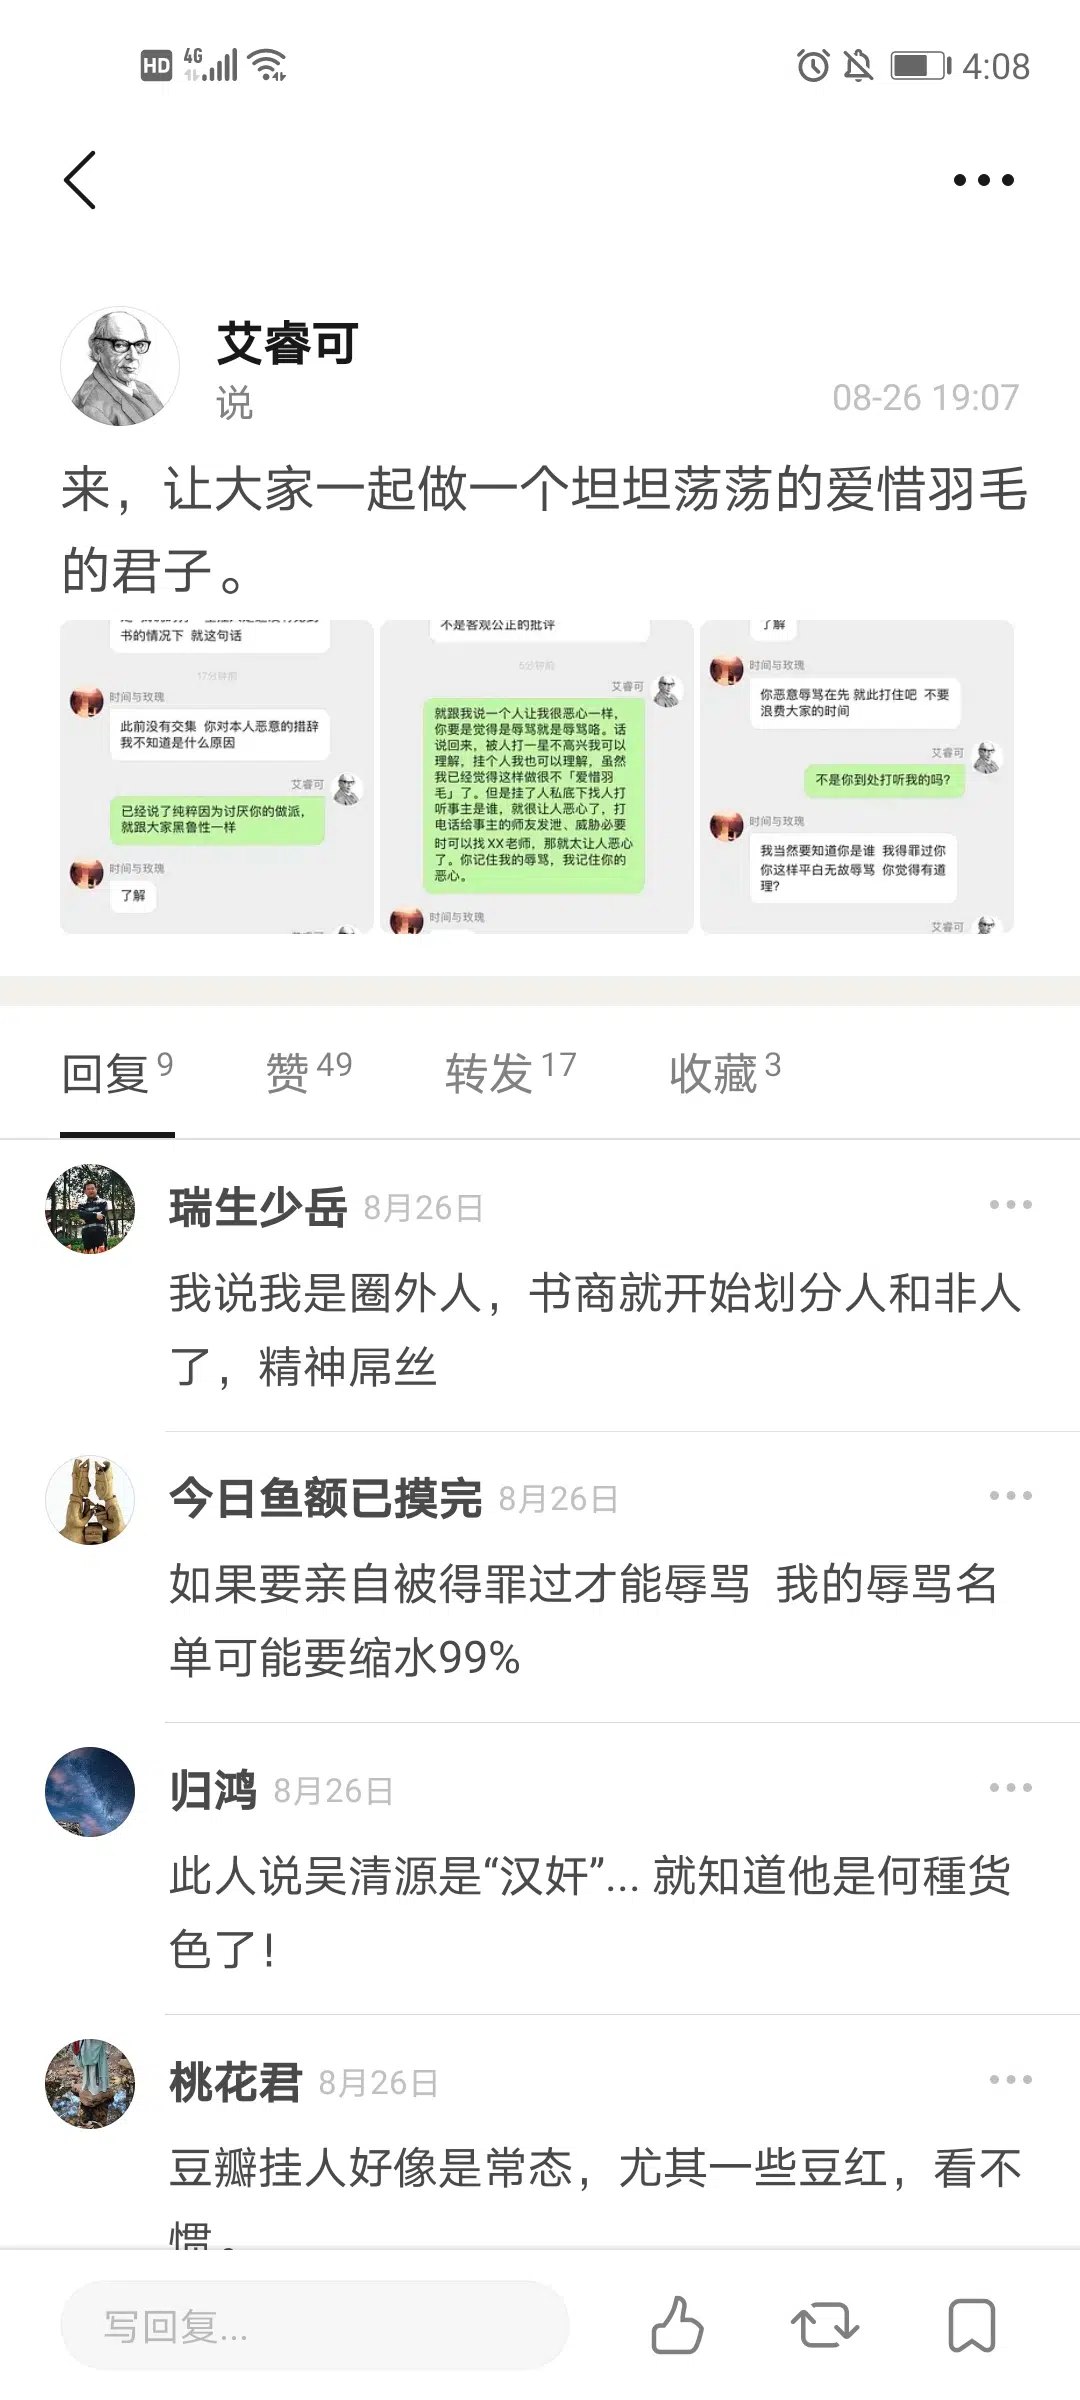 HD 4G 4:08
艾睿可
说
08-26 19:07
来，让大家一起做一个坦坦荡荡的爱惜羽毛
的君子。
书的情况下 就这句话
17分钟前
时间与玫瑰
此前没有交集 你对本人恶意的措辞
我不知道是什么原因
艾睿可
已经说了纯粹因为讨厌你的做派，
就跟大家黑鲁性一样
时间与玫瑰
了解
不是客观公正的批评
5分钟前
艾睿可
就跟我说一个人让我很恶心一样，
你要是觉得是辱骂就是辱骂咯。话
说回来，被人打一星不高兴我可以
理解，挂个人我也可以理解，虽然
我已经觉得这样做很不「爱惜羽
毛」了。但是挂了人私底下找人打
听事主是谁，就很让人恶心了，打
电话给事主的师友发泄、威胁必要
时可以找XX老师，那就太让人恶心
了。你记住我的辱骂，我记住你的
恶心。
时间与玫瑰
了解
时间与玫瑰
你恶意辱骂在先 就此打住吧 不要
浪费大家的时间
艾睿可
不是你到处打听我的吗？
时间与玫瑰
我当然要知道你是谁 我得罪过你
你这样平白无故辱骂 你觉得有道
理？
艾睿可
回复 9 赞 49 转发 17 收藏 3
瑞生少岳 8月26日
我说我是圈外人，书商就开始划分人和非人
了，精神屌丝
今日鱼额已摸完 8月26日
如果要亲自被得罪过才能辱骂 我的辱骂名
单可能要缩水99%
归鸿 8月26日
此人说吴清源是“汉奸”... 就知道他是何種货
色了！
桃花君 8月26日
豆瓣挂人好像是常态，尤其一些豆红，看不
惯。
写回复...